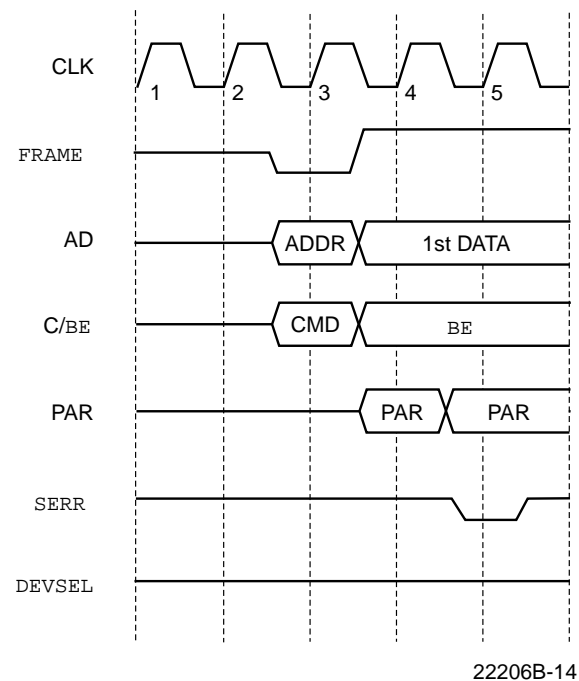 CLK
1 2 3 4 5
FRAME
AD
ADDR 1st DATA
C/BE
CMD BE
PAR
PAR PAR
SERR
DEVSEL
22206B-14